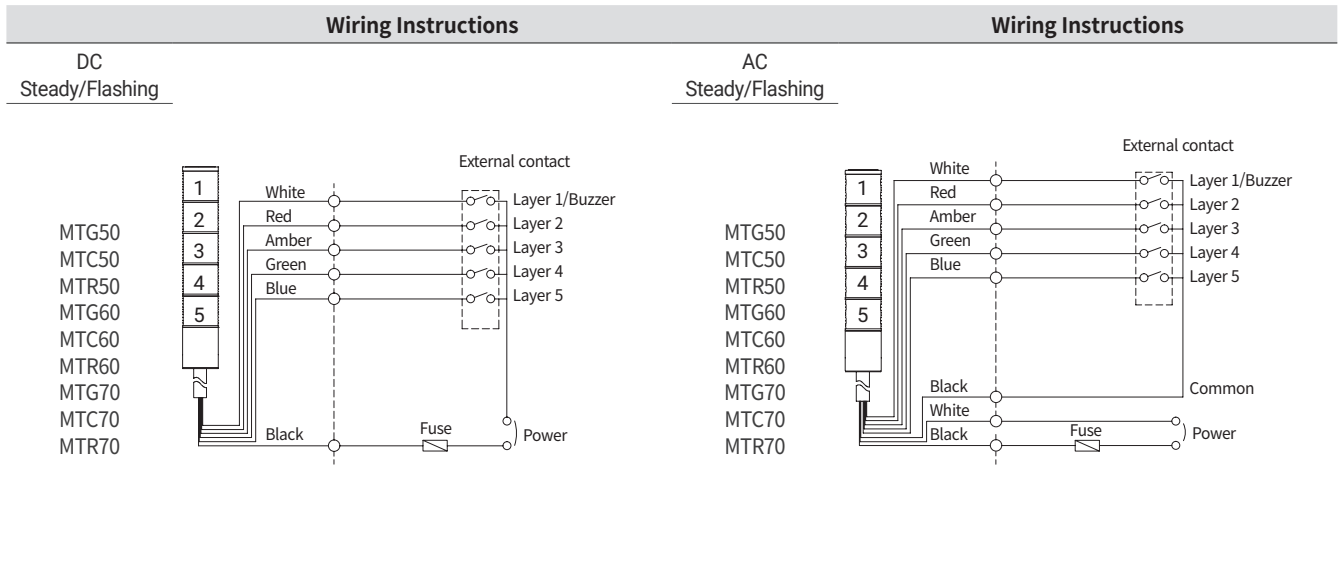 Wiring Instructions
DC
Steady/Flashing
MTG50
MTC50
MTR50
MTG60
MTC60
MTR60
MTG70
MTC70
MTR70
1
2
3
4
5
External contact
White
Red
Amber
Green
Blue
Layer 1/Buzzer
Layer 2
Layer 3
Layer 4
Layer 5
Black
Fuse
Power
Wiring Instructions
AC
Steady/Flashing
MTG50
MTC50
MTR50
MTG60
MTC60
MTR60
MTG70
MTC70
MTR70
1
2
3
4
5
External contact
White
Red
Amber
Green
Blue
Layer 1/Buzzer
Layer 2
Layer 3
Layer 4
Layer 5
Black
Common
White
Black
Fuse
Power